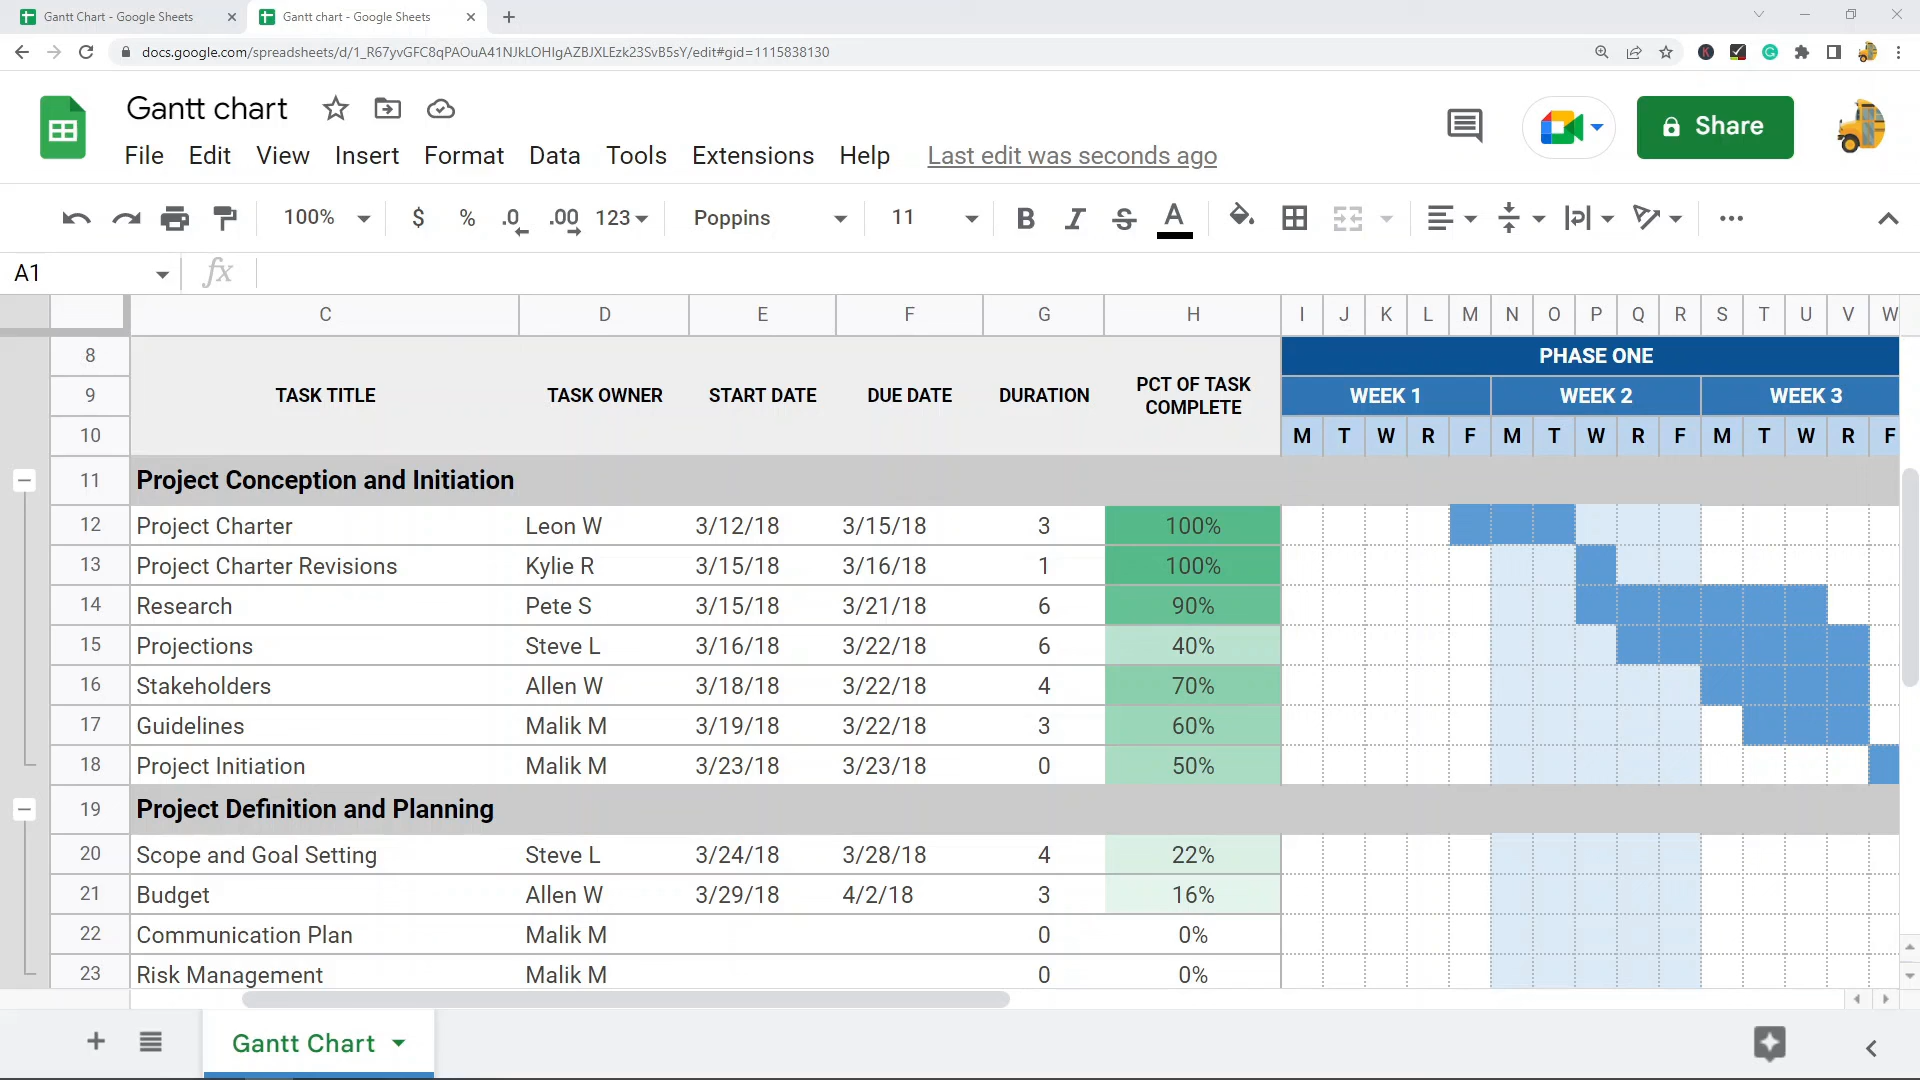 Gantt Chart - Google Sheets
Gantt chart - Google Sheets
docs.google.com/spreadsheets/d/1_R67yvGFC8qPAOuA41NJkLOHIgAZBJXLEzk23SvB5sY/edit#gid=1115838130
Gantt chart
File Edit View Insert Format Data Tools Extensions Help Last edit was seconds ago
Share
100% $ % .0 .00 123 Poppins 11 B I S A
A1 fx
C D E F G H I J K L M N O P Q R S T U V W
8 PHASE ONE
9 TASK TITLE TASK OWNER START DATE DUE DATE DURATION PCT OF TASK COMPLETE WEEK 1 WEEK 2 WEEK 3
10 M T W R F M T W R F M T W R F
11 Project Conception and Initiation
12 Project Charter Leon W 3/12/18 3/15/18 3 100%
13 Project Charter Revisions Kylie R 3/15/18 3/16/18 1 100%
14 Research Pete S 3/15/18 3/21/18 6 90%
15 Projections Steve L 3/16/18 3/22/18 6 40%
16 Stakeholders Allen W 3/18/18 3/22/18 4 70%
17 Guidelines Malik M 3/19/18 3/22/18 3 60%
18 Project Initiation Malik M 3/23/18 3/23/18 0 50%
19 Project Definition and Planning
20 Scope and Goal Setting Steve L 3/24/18 3/28/18 4 22%
21 Budget Allen W 3/29/18 4/2/18 3 16%
22 Communication Plan Malik M 0 0%
23 Risk Management Malik M 0 0%
Gantt Chart